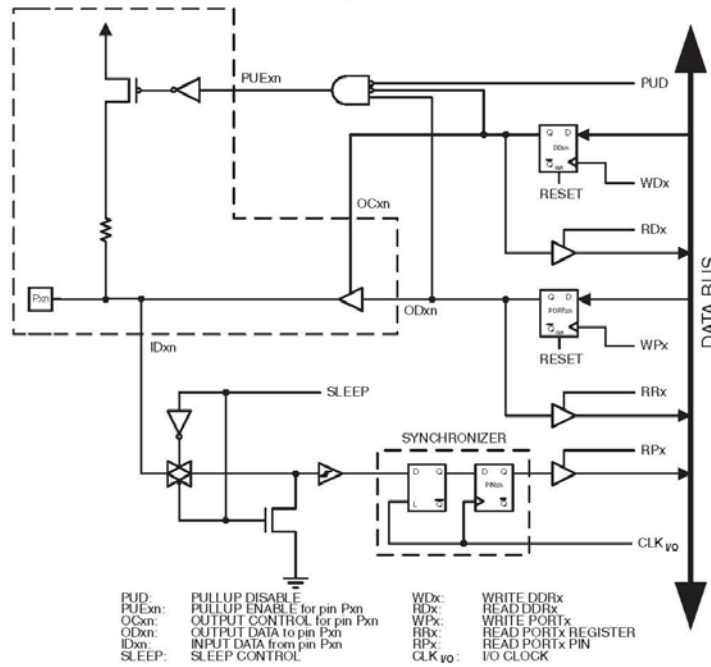 PUExn
PUD
Q D
DDxn
Q CLR
WDx
RESET
OCxn
RDx
Pxn
ODxn
Q D
PORTxn
Q CLR
IDxn
WPx
RESET
DATA BUS
SLEEP
RRx
SYNCHRONIZER
RPx
D Q
D Q
PINxn
L Q
Q
CLK I/O
PUD: PULLUP DISABLE
PUExn: PULLUP ENABLE for pin Pxn
OCxn: OUTPUT CONTROL for pin Pxn
ODxn: OUTPUT DATA to pin Pxn
IDxn: INPUT DATA from pin Pxn
SLEEP: SLEEP CONTROL
WDx: WRITE DDRx
RDx: READ DDRx
WPx: WRITE PORTx
RRx: READ PORTx REGISTER
RPx: READ PORTx PIN
CLK I/O: I/O CLOCK